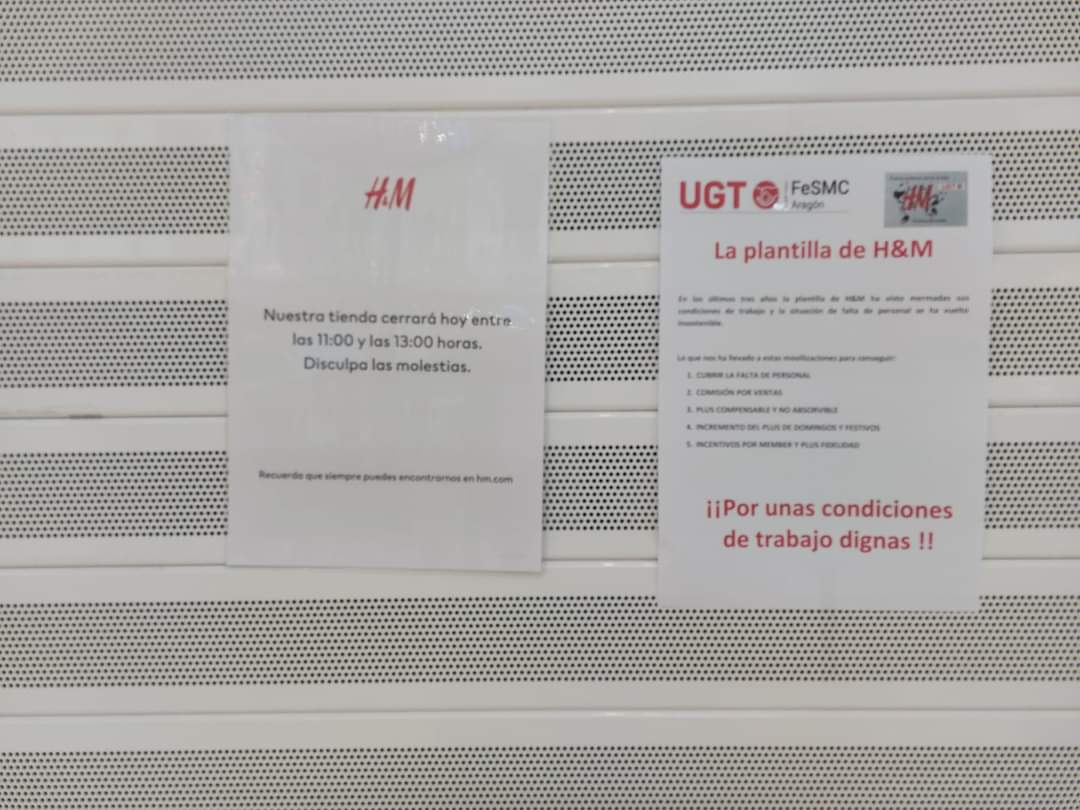 H&M
Nuestra tienda cerrará hoy entre
las 11:00 y las 13:00 horas.
Disculpa las molestias.
Recuerda que siempre puedes encontrarnos en hm.com
UGT FeSMC
Aragón
H&M
La plantilla de H&M
En los últimos tres años la plantilla de H&M ha visto mermadas sus
condiciones de trabajo y la situación de falta de personal se ha vuelto
insostenible.
Lo que nos ha llevado a estas movilizaciones para conseguir:
1. CUBRIR LA FALTA DE PERSONAL
2. COMISIÓN POR VENTAS
3. PLUS COMPENSABLE Y NO ABSORVIBLE
4. INCREMENTO DEL PLUS DE DOMINGOS Y FESTIVOS
5. INCENTIVOS POR MEMBER Y PLUS FIDELIDAD
¡¡Por unas condiciones
de trabajo dignas !!